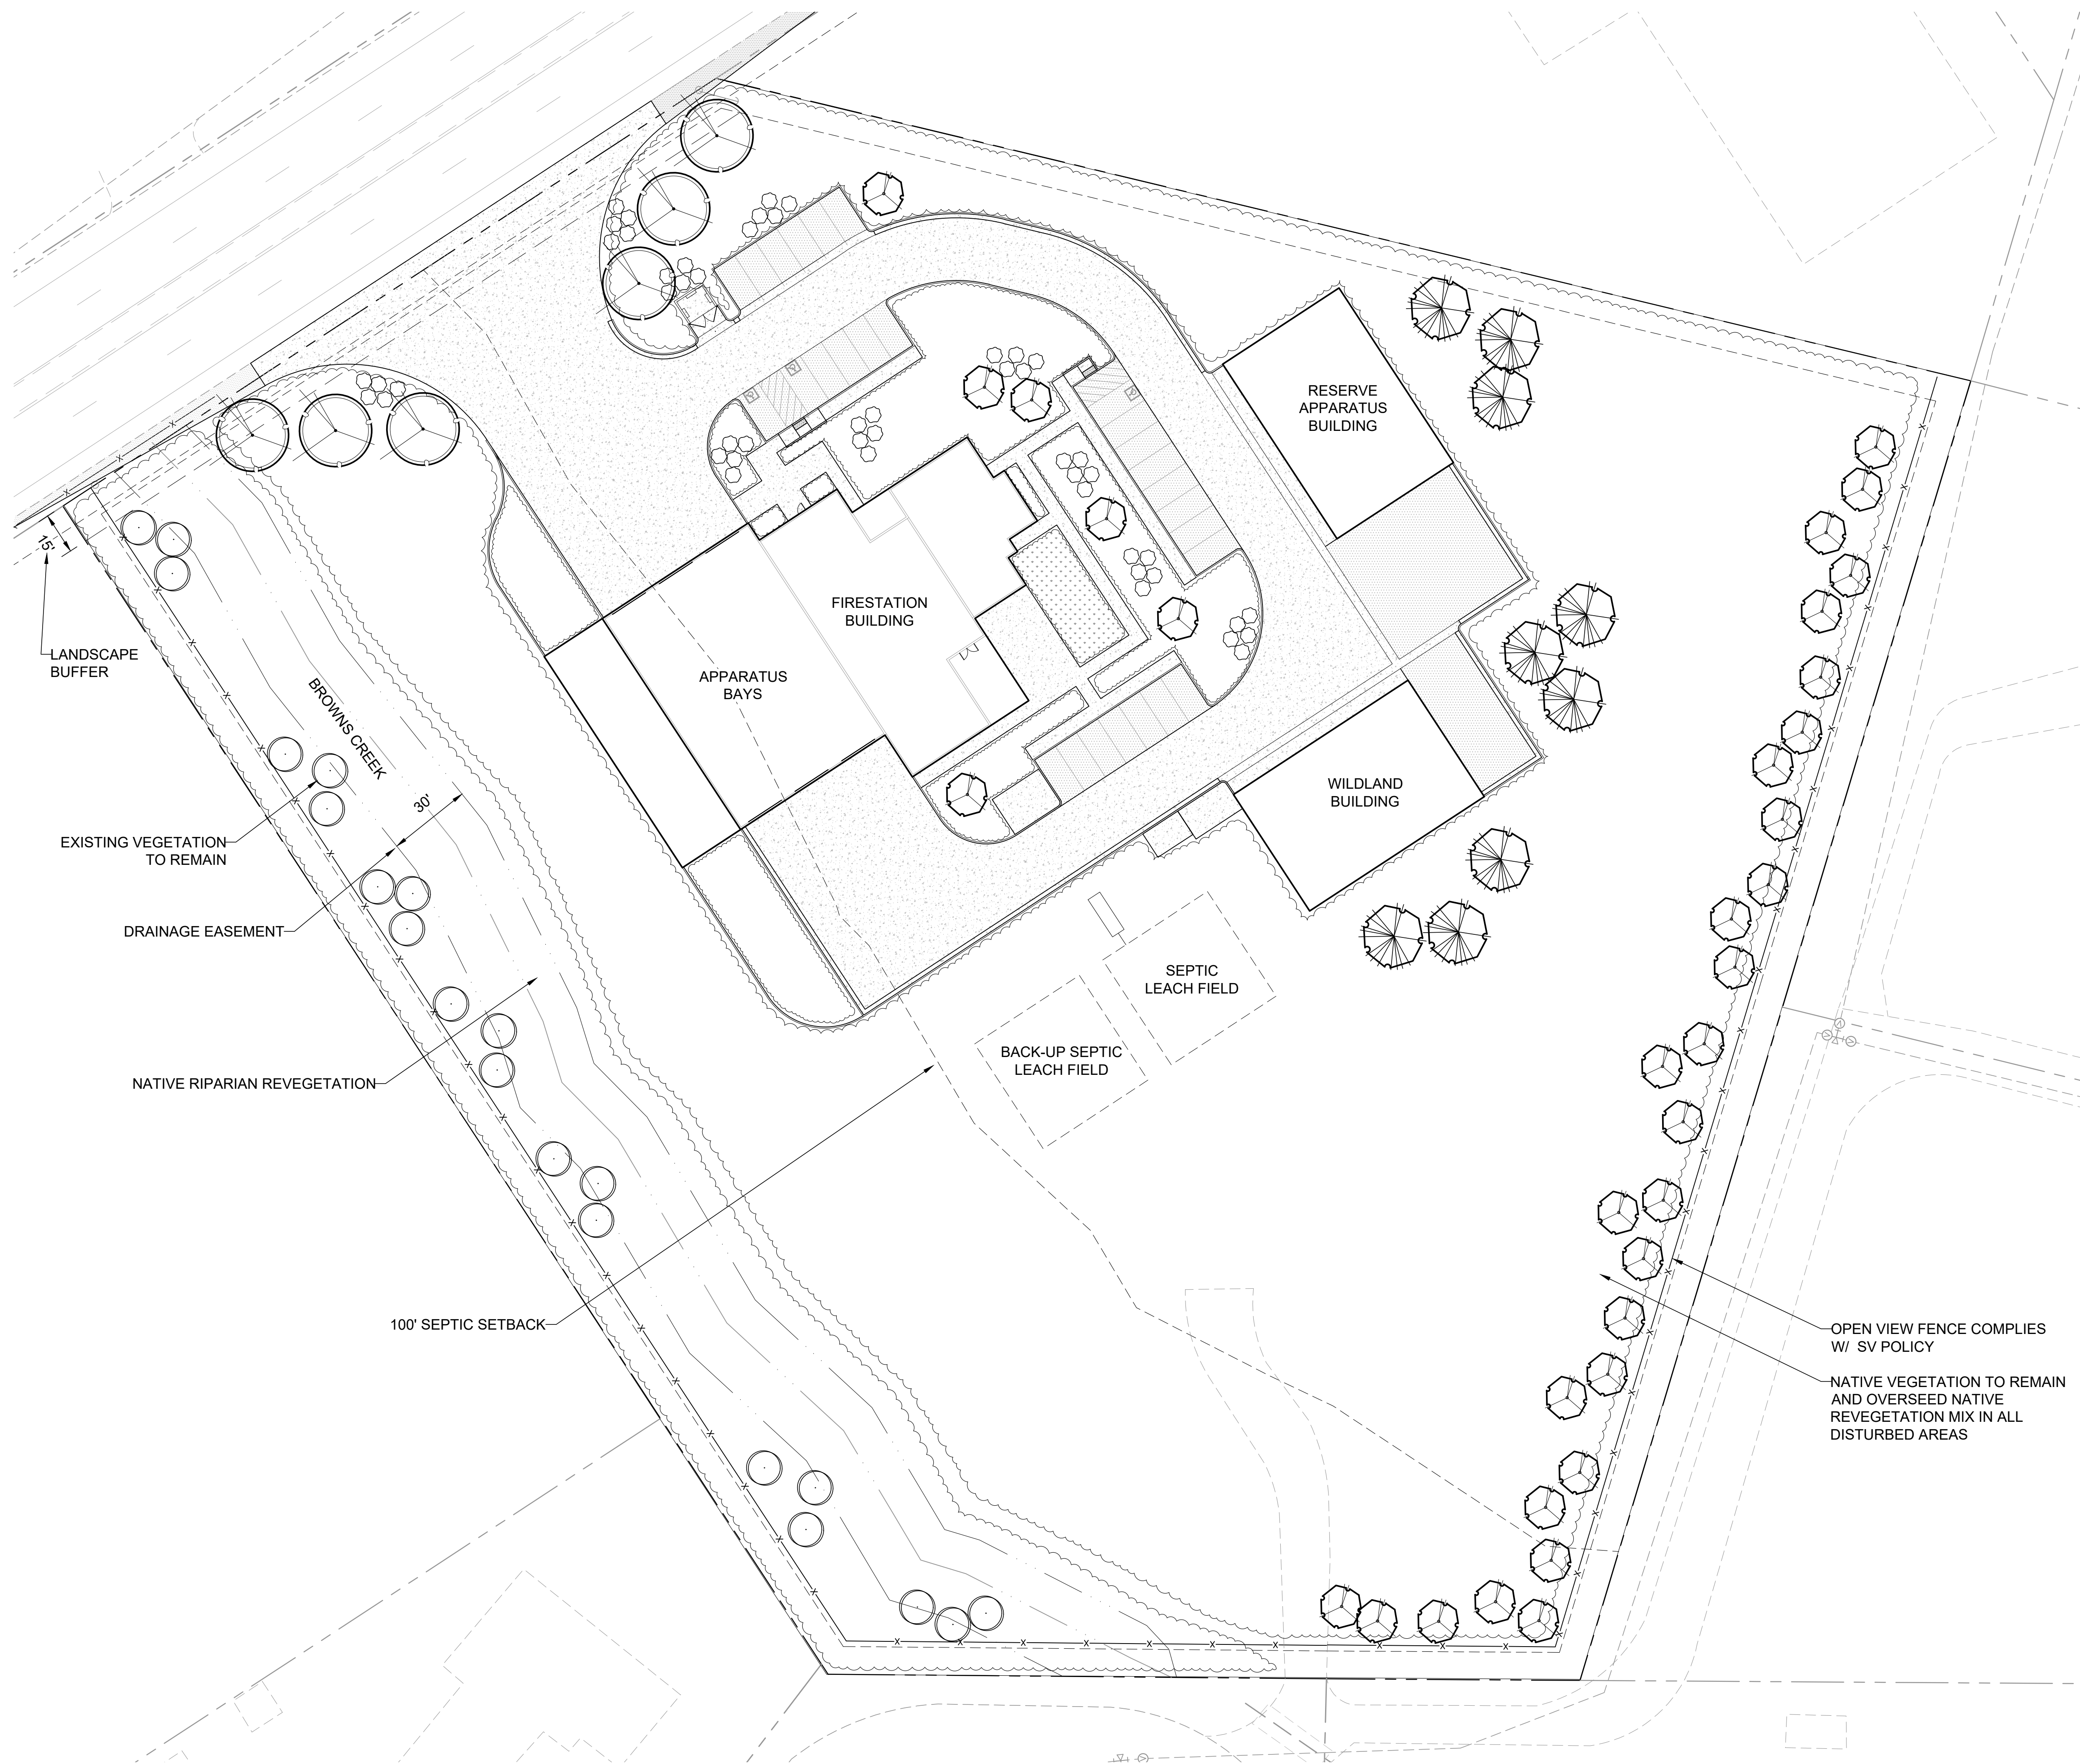 RESERVE
APPARATUS
BUILDING
15'
FIRESTATION
BUILDING
LANDSCAPE
BUFFER
APPARATUS
BAYS
BROWNS CREEK
WILDLAND
BUILDING
30'
EXISTING VEGETATION
TO REMAIN
DRAINAGE EASEMENT
SEPTIC
LEACH FIELD
BACK-UP SEPTIC
LEACH FIELD
NATIVE RIPARIAN REVEGETATION
100' SEPTIC SETBACK
OPEN VIEW FENCE COMPLIES
W/ SV POLICY
NATIVE VEGETATION TO REMAIN
AND OVERSEED NATIVE
REVEGETATION MIX IN ALL
DISTURBED AREAS